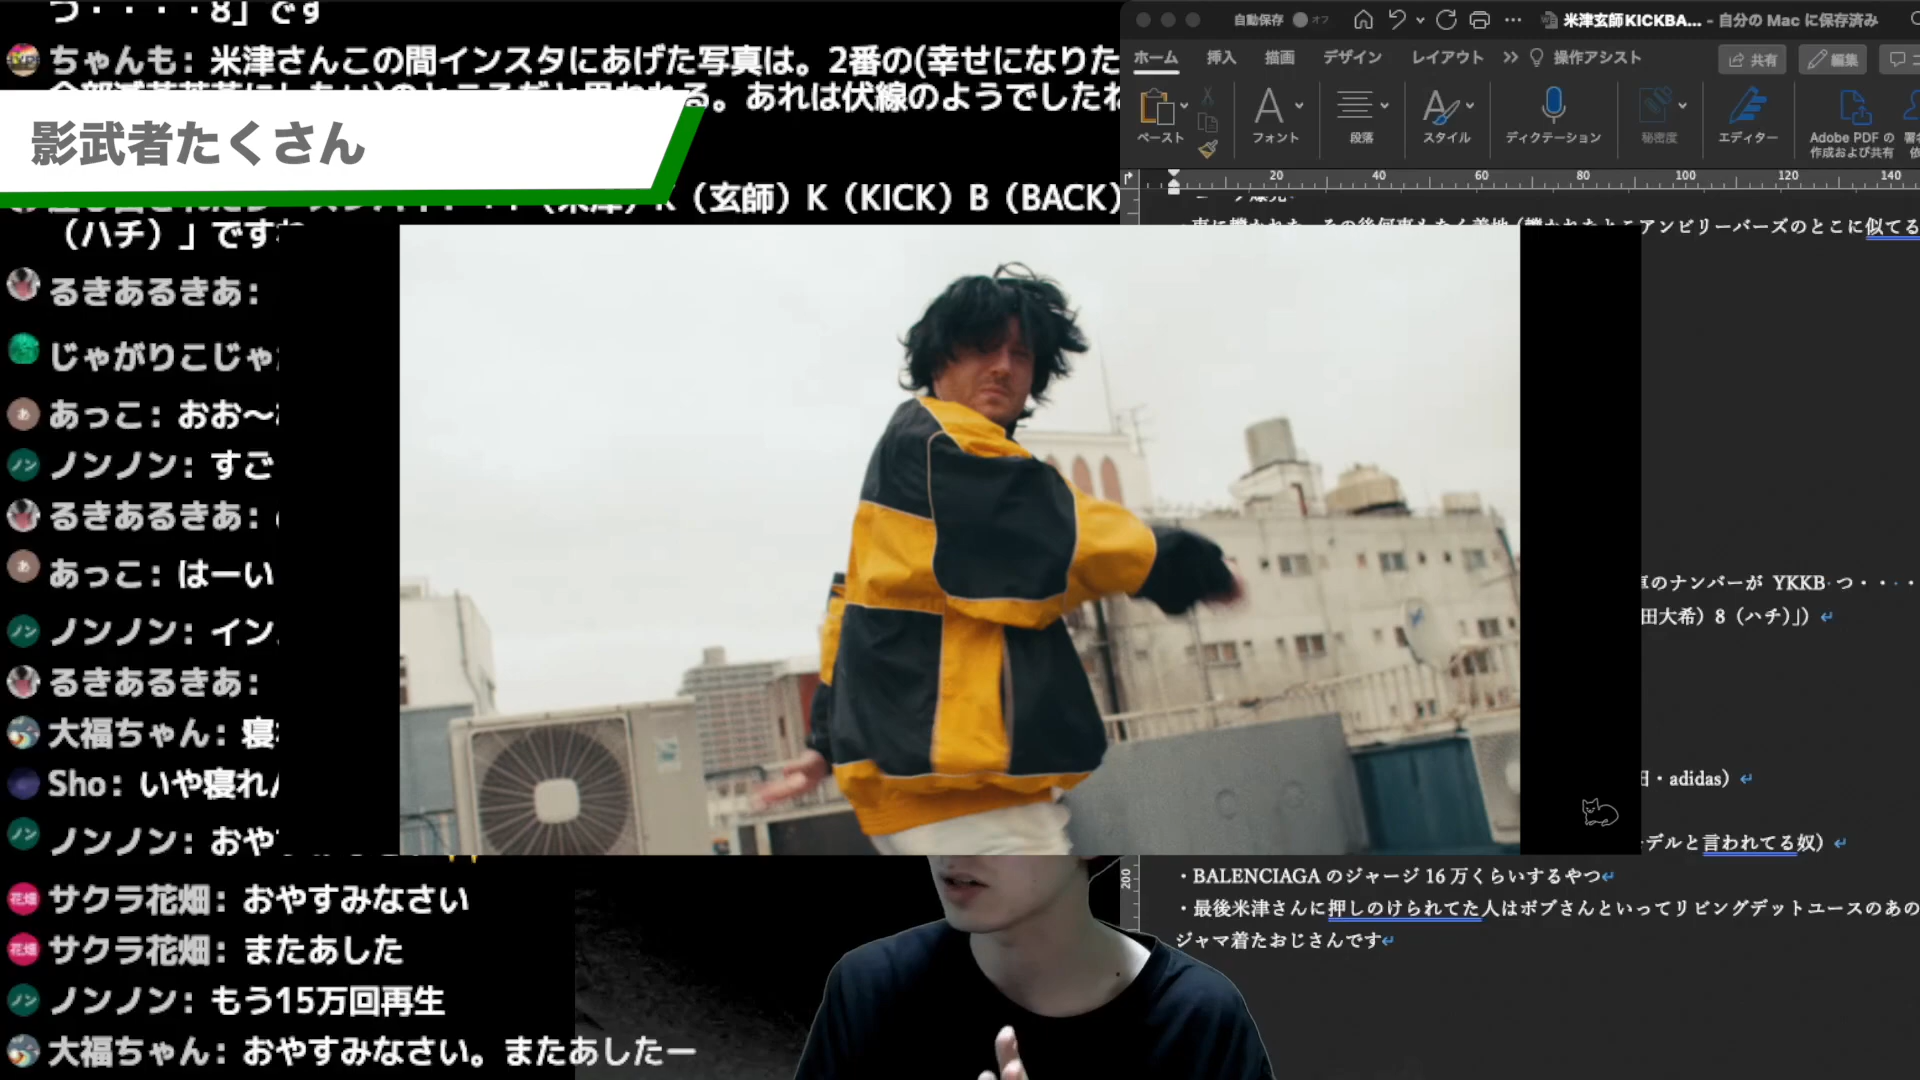 つ・・・・8」です
ちゃんも: 米津さんこの間インスタにあげた写真は。2番の(幸せになりた
る。あれは伏線のようでしたね
影武者たくさん
(玄師) K (KICK) B (BACK)
(ハチ)」です
るきあるきあ:
じゃがりこじゃ
あっこ: おお〜
ノンノン: すご
るきあるきあ:
あっこ: はーい
ノンノン: イン
るきあるきあ:
大福ちゃん: 寝
Sho: いや寝れ
ノンノン: おや
サクラ花畑: おやすみなさい
サクラ花畑: またあした
ノンノン: もう15万回再生
大福ちゃん: おやすみなさい。またあしたー
自動保存 オフ … 米津玄師KICKBA... - 自分の Mac に保存済み
ホーム 挿入 描画 デザイン レイアウト >> 操作アシスト 共有 編集
ペースト フォント 段落 スタイル ディクテーション 秘密度 エディター Adobe PDF の作成および共有
20 40 60 80 100 120 140
アンビリーバーズのとこに似てる
のナンバーが YKKB つ・・・・
田大希) 8 (ハチ)」)
・adidas)
デルと言われてる奴)
200
・BALENCIAGA のジャージ 16 万くらいするやつ
・最後米津さんに押しのけられてた人はボブさんといってリビングデットユースのあの
ジャマ着たおじさんです